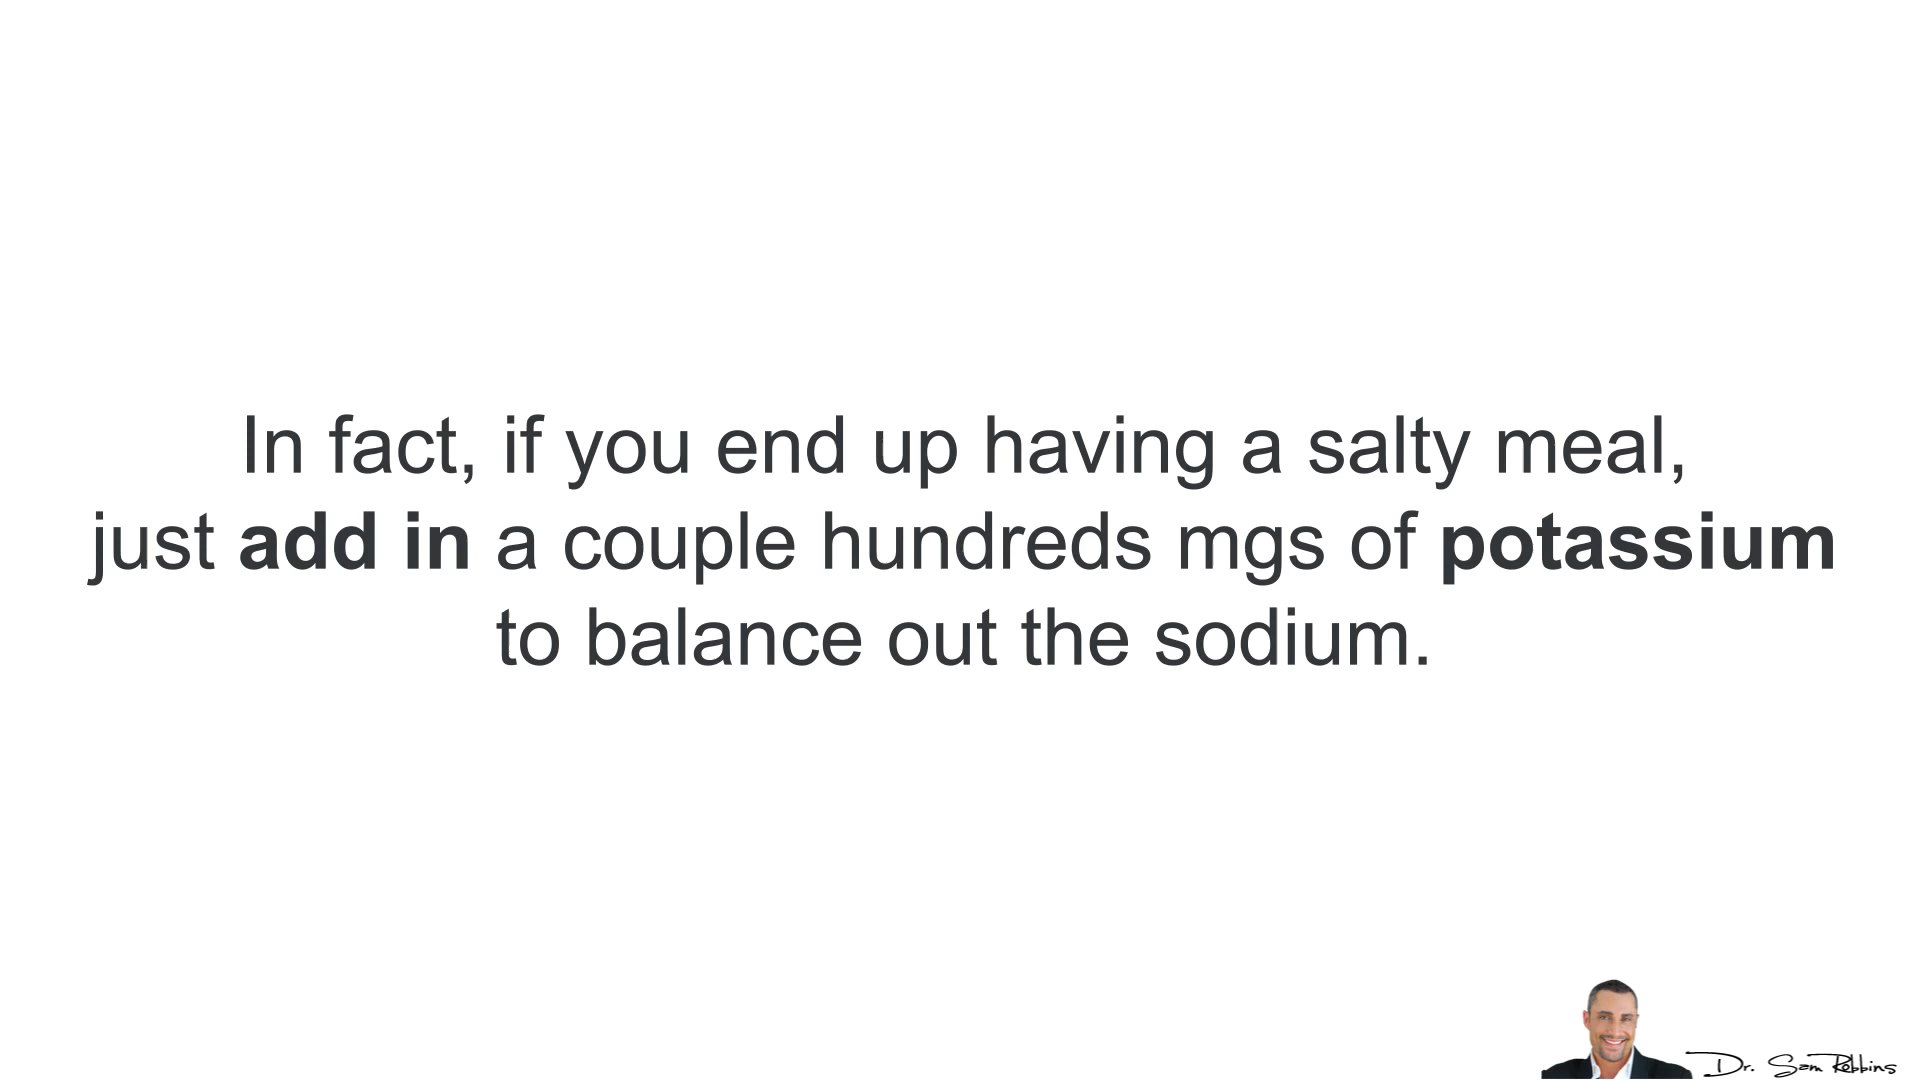 In fact, if you end up having a salty meal,
just add in a couple hundreds mgs of potassium
to balance out the sodium.
Dr. Sam Robbins